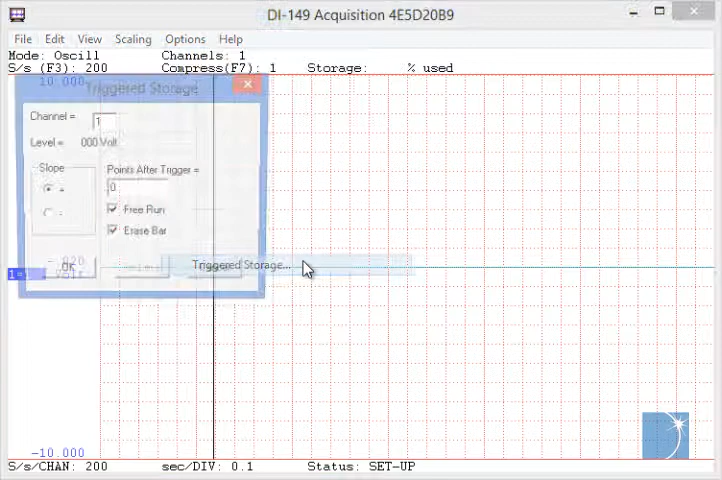 DI-149 Acquisition 4E5D20B9
File Edit View Scaling Options Help
Mode: Oscill Channels: 1
S/s (F3): 200 Compress(F7): 1 Storage: % used
10.000
Triggered Storage
Channel = 1
Level = 000 Volt
Slope
+
-
Points After Trigger =
0
Free Run
Erase Bar
OK
Triggered Storage...
1=
Volt
-10.000
S/s/CHAN: 200 sec/DIV: 0.1 Status: SET-UP